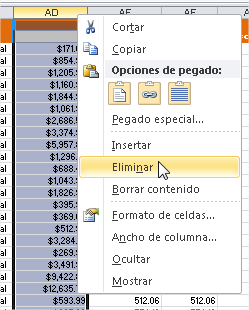 AD AE AF
al
al $171.
al $854.
al $1,205.
al $1,160.
al $1,844.
al $1,061.
al $2,686.
al $3,374.
al $5,957.
al $1,296.
al $688.
al $1,043.
al $1,826.
al $395.
al $369.
al $512.
al $3,284.
al $269.
al $3,491.
al $9,422.
al $12,635.
al $593.99 512.06 512.06
Cortar
Copiar
Opciones de pegado:
Pegado especial...
Insertar
Eliminar
Borrar contenido
Formato de celdas...
Ancho de columna...
Ocultar
Mostrar